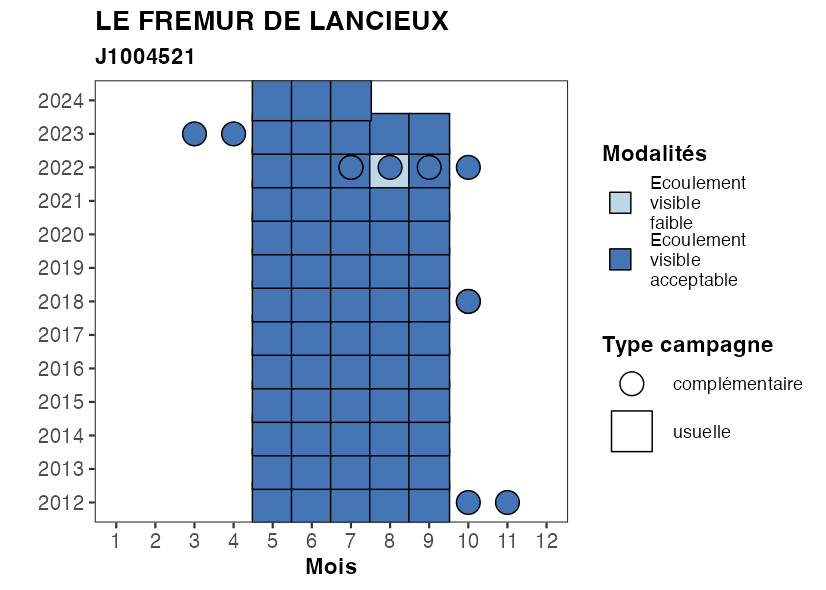 LE FREMUR DE LANCIEUX
J1004521
2024
2023
2022
2021
2020
2019
2018
2017
2016
2015
2014
2013
2012
1 2 3 4 5 6 7 8 9 10 11 12
Mois
Modalités
Ecoulement
visible
faible
Ecoulement
visible
acceptable
Type campagne
complémentaire
usuelle